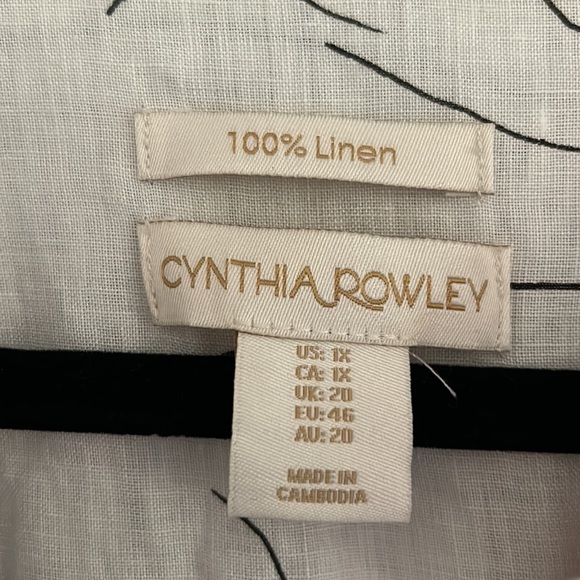 100% Linen
CYNTHIA ROWLEY
US: 1X
CA: 1X
UK: 20
EU: 46
AU: 20
MADE IN
CAMBODIA